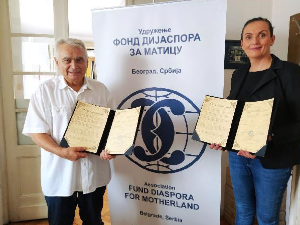 Удружење
ФОНД ДИЈАСПОРА
ЗА МАТИЦУ
Београд, Србија
Association
FUND DIASPORA
FOR MOTHERLAND
Belgrade, Serbia